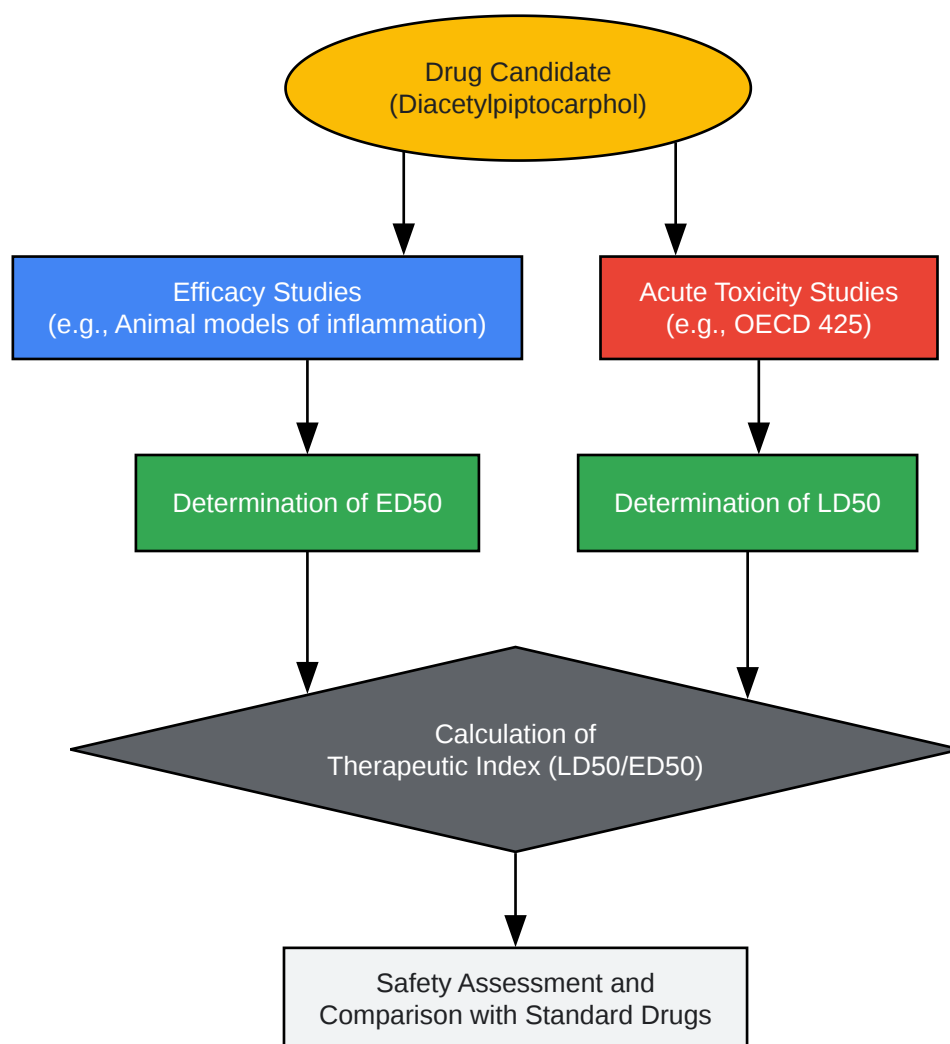 Drug Candidate
(Diacetylpiptocarphol)
Efficacy Studies
(e.g., Animal models of inflammation)
Acute Toxicity Studies
(e.g., OECD 425)
Determination of ED50
Determination of LD50
Calculation of
Therapeutic Index (LD50/ED50)
Safety Assessment and
Comparison with Standard Drugs